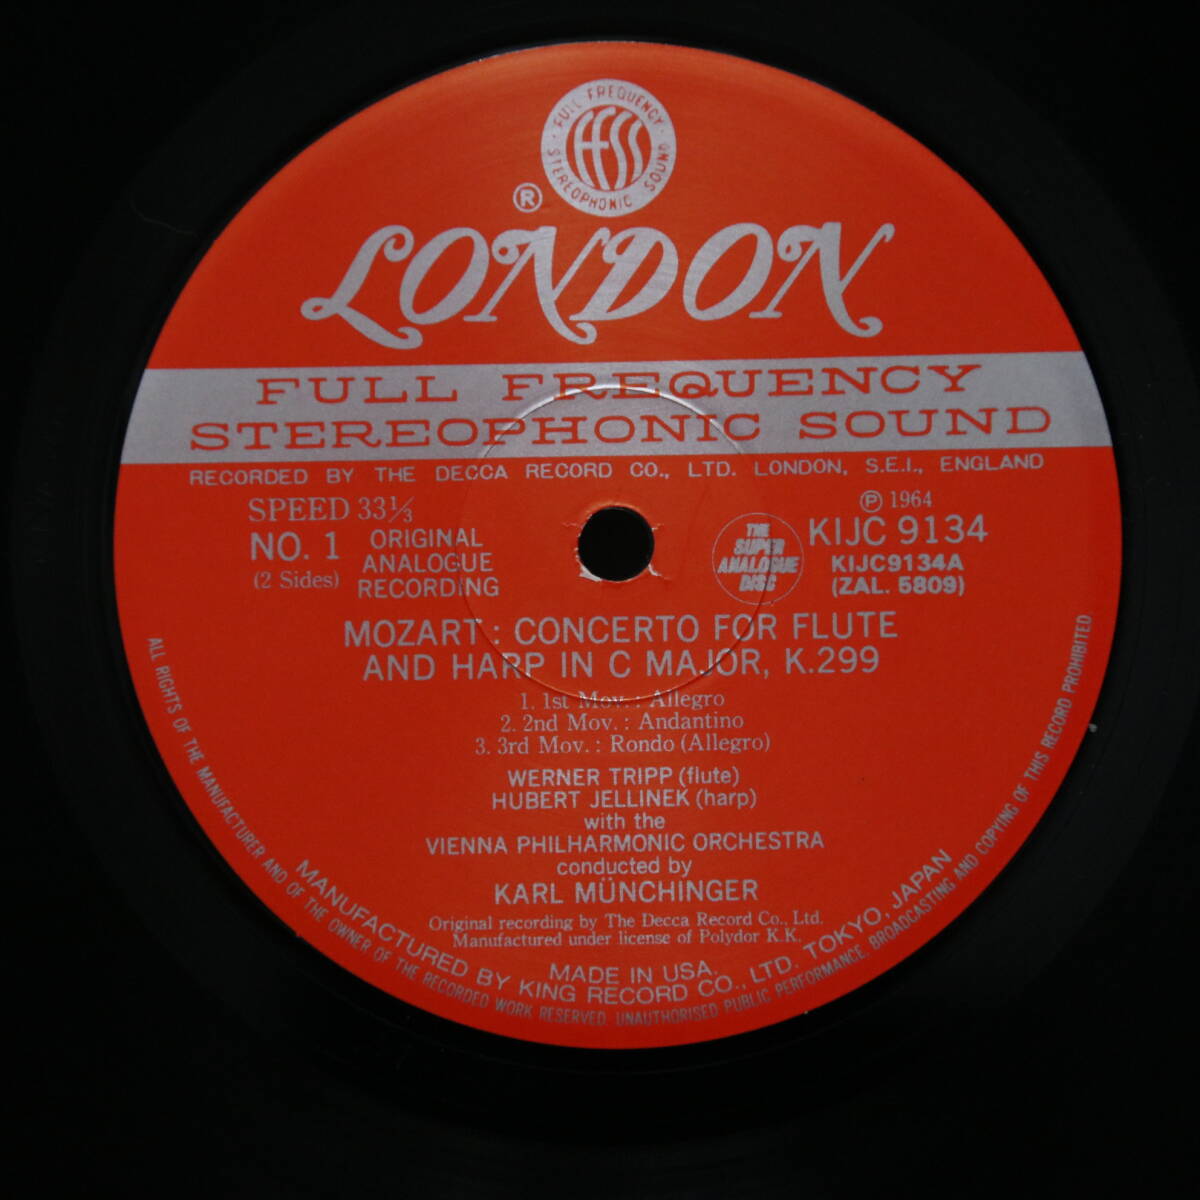 FULL FREQUENCY
STEREOPHONIC SOUND
ffss
®
LONDON
FULL FREQUENCY
STEREOPHONIC SOUND
RECORDED BY THE DECCA RECORD CO., LTD. LONDON, S.E.I., ENGLAND
SPEED 33⅓
NO. 1
(2 Sides)
ORIGINAL
ANALOGUE
RECORDING
THE
SUPER
ANALOGUE
DISC
Ⓟ 1964
KIJC 9134
KIJC9134A
(ZAL. 5809)
MOZART : CONCERTO FOR FLUTE
AND HARP IN C MAJOR, K.299
1. 1st Mov. : Allegro
2. 2nd Mov. : Andantino
3. 3rd Mov. : Rondo (Allegro)
WERNER TRIPP (flute)
HUBERT JELLINEK (harp)
with the
VIENNA PHILHARMONIC ORCHESTRA
conducted by
KARL MÜNCHINGER
Original recording by The Decca Record Co., Ltd.
Manufactured under license of Polydor K.K.
MADE IN USA.
MANUFACTURED BY KING RECORD CO., LTD. TOKYO, JAPAN
ALL RIGHTS OF THE MANUFACTURER AND OF THE OWNER OF THE RECORDED WORK RESERVED. UNAUTHORISED PUBLIC PERFORMANCE, BROADCASTING AND COPYING OF THIS RECORD PROHIBITED